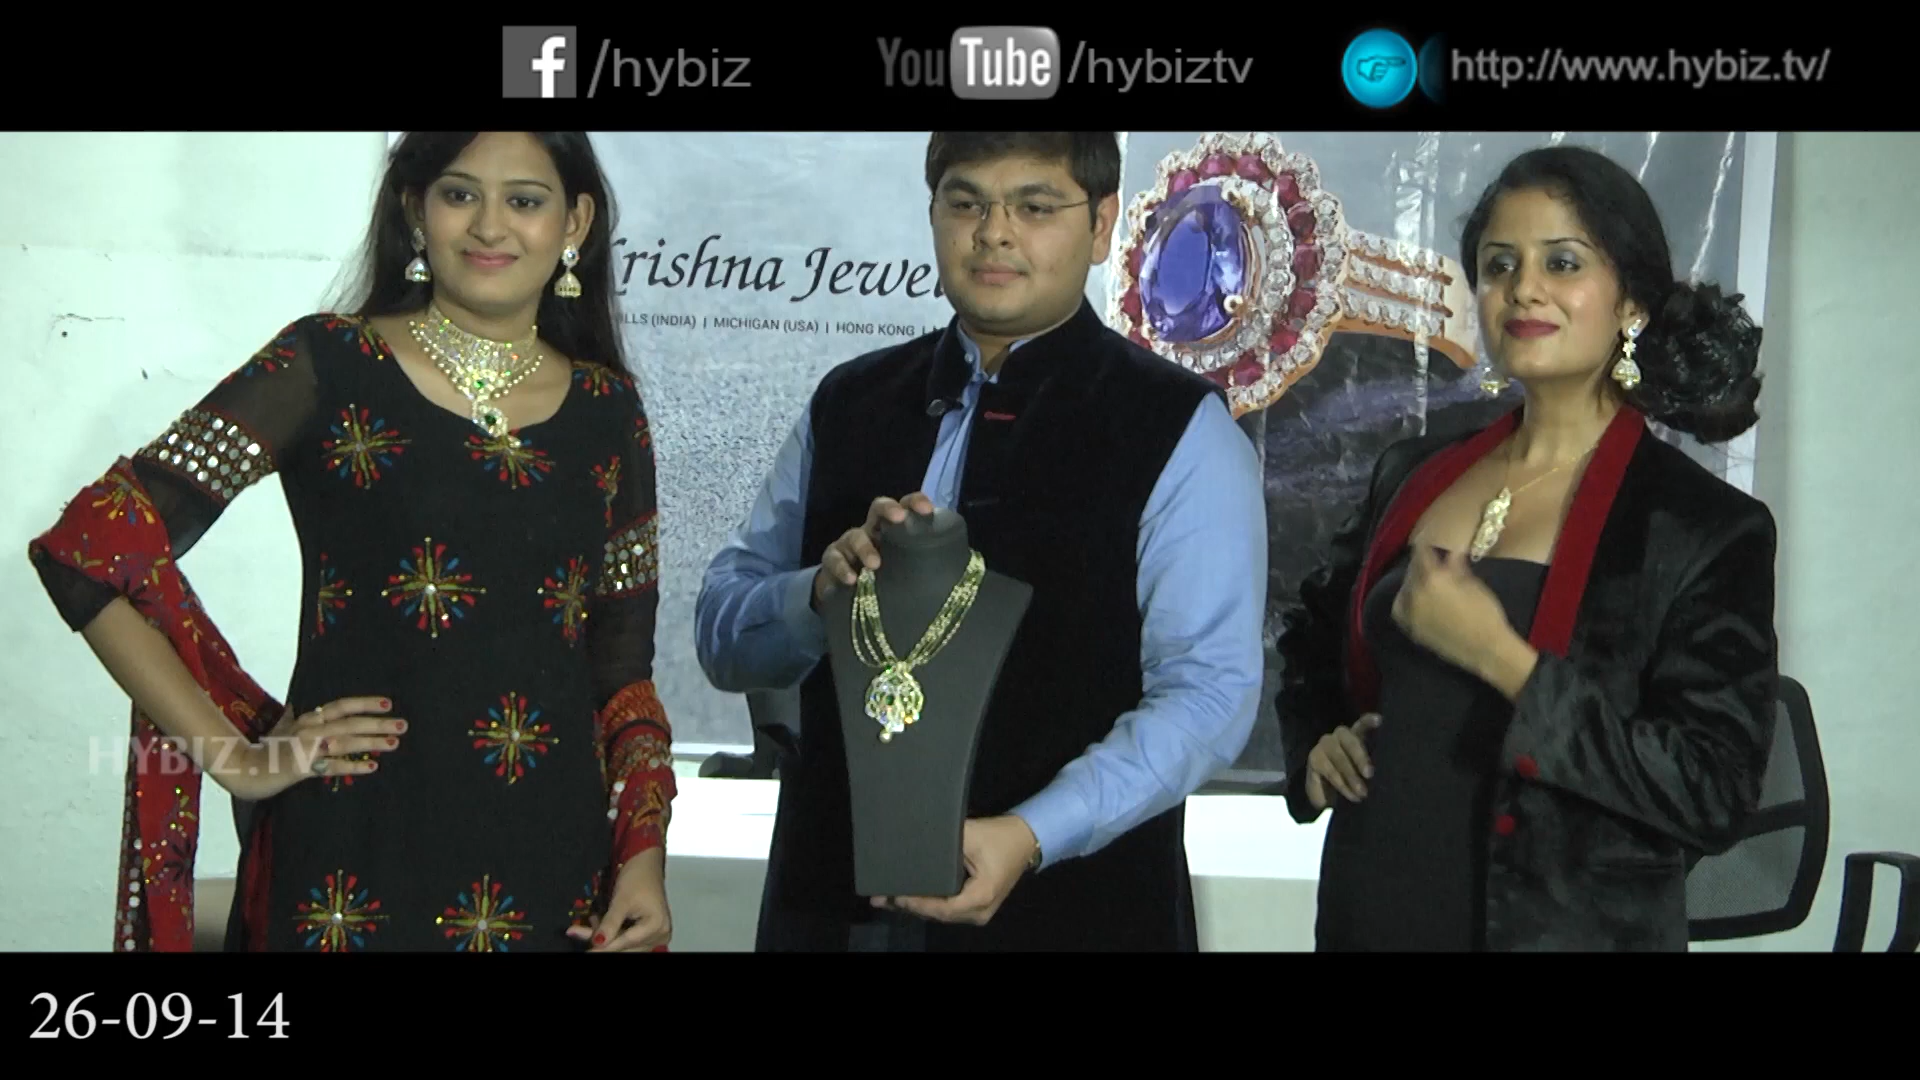 f/hybiz
YouTube/hybiztv
http://www.hybiz.tv/
Krishna Jewel
ILLS (INDIA) | MICHIGAN (USA) | HONG KONG |
HYBIZ.TV
26-09-14